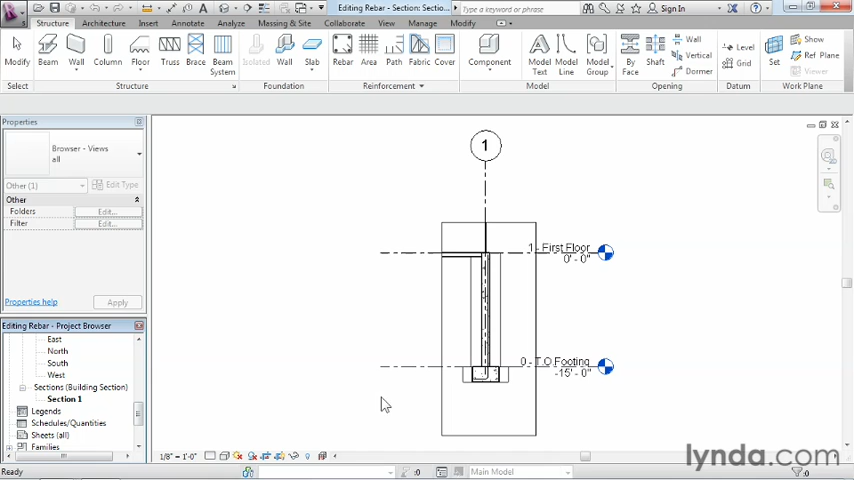 Editing Rebar - Section: Sectio...
Type a keyword or phrase
Sign In
Structure
Architecture
Insert
Annotate
Analyze
Massing & Site
Collaborate
View
Manage
Modify
Modify
Beam
Wall
Column
Floor
Truss
Brace
Beam System
Isolated
Wall
Slab
Rebar
Area
Path
Fabric
Cover
Component
Model Text
Model Line
Model Group
By Face
Shaft
Wall
Vertical
Dormer
Level
Grid
Set
Show
Ref Plane
Viewer
Select
Structure
Foundation
Reinforcement
Model
Opening
Datum
Work Plane
Properties
Browser - Views
all
Other (1)
Edit Type
Other
Folders
Edit...
Filter
Edit...
Properties help
Apply
Editing Rebar - Project Browser
East
North
South
West
Sections (Building Section)
Section 1
Legends
Schedules/Quantities
Sheets (all)
Families
1
1 - First Floor
0' - 0"
0 - T.O.Footing
-15' - 0"
1/8" = 1'-0"
Ready
:0
Main Model
:0
lynda.com